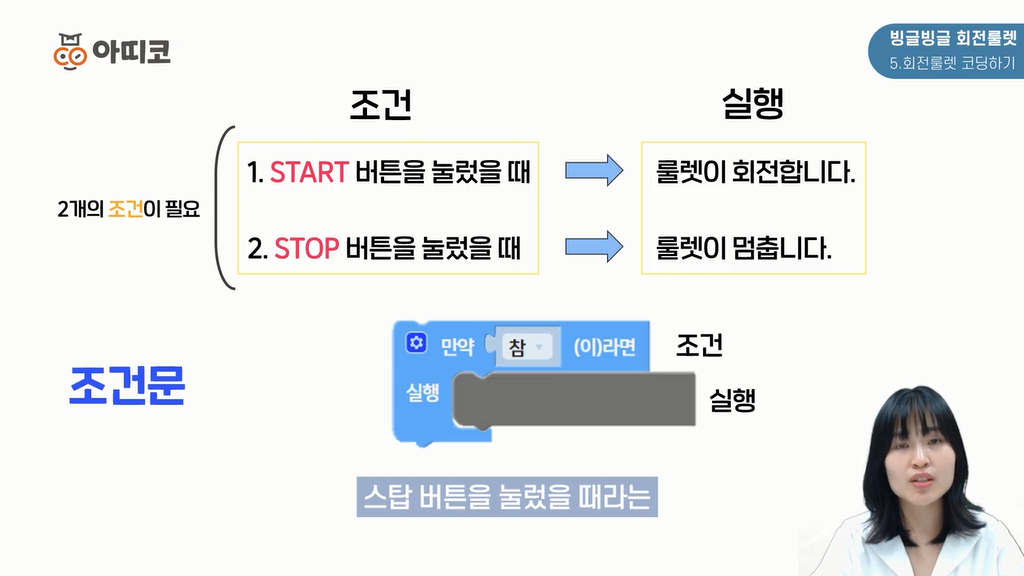 아띠코
빙글빙글 회전룰렛
5.회전룰렛 코딩하기
조건
실행
2개의 조건이 필요
1. START 버튼을 눌렀을 때
룰렛이 회전합니다.
2. STOP 버튼을 눌렀을 때
룰렛이 멈춥니다.
조건문
만약 참 (이)라면
조건
실행
실행
스탑 버튼을 눌렀을 때라는